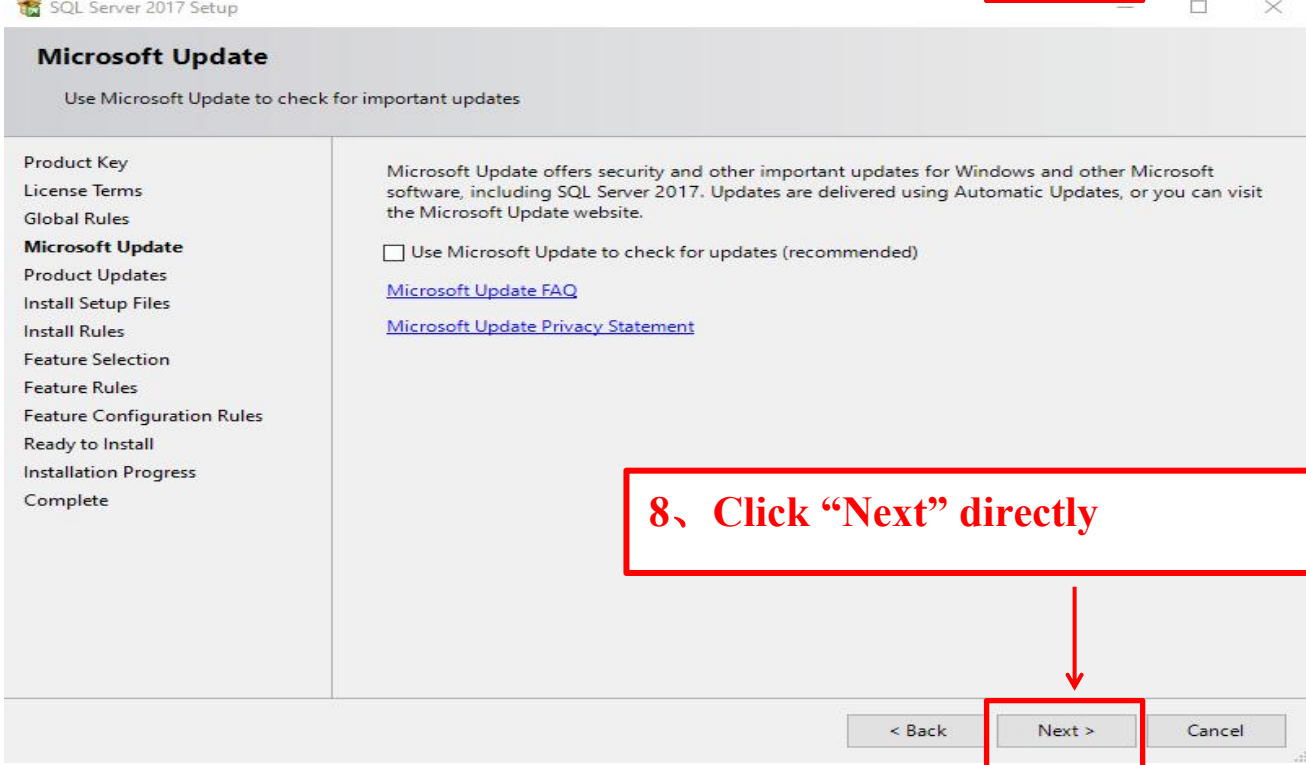 SQL Server 2017 Setup
Microsoft Update
Use Microsoft Update to check for important updates
Product Key
License Terms
Global Rules
Microsoft Update
Product Updates
Install Setup Files
Install Rules
Feature Selection
Feature Rules
Feature Configuration Rules
Ready to Install
Installation Progress
Complete
Microsoft Update offers security and other important updates for Windows and other Microsoft
software, including SQL Server 2017. Updates are delivered using Automatic Updates, or you can visit
the Microsoft Update website.
Use Microsoft Update to check for updates (recommended)
Microsoft Update FAQ
Microsoft Update Privacy Statement
8、Click “Next” directly
< Back
Next >
Cancel